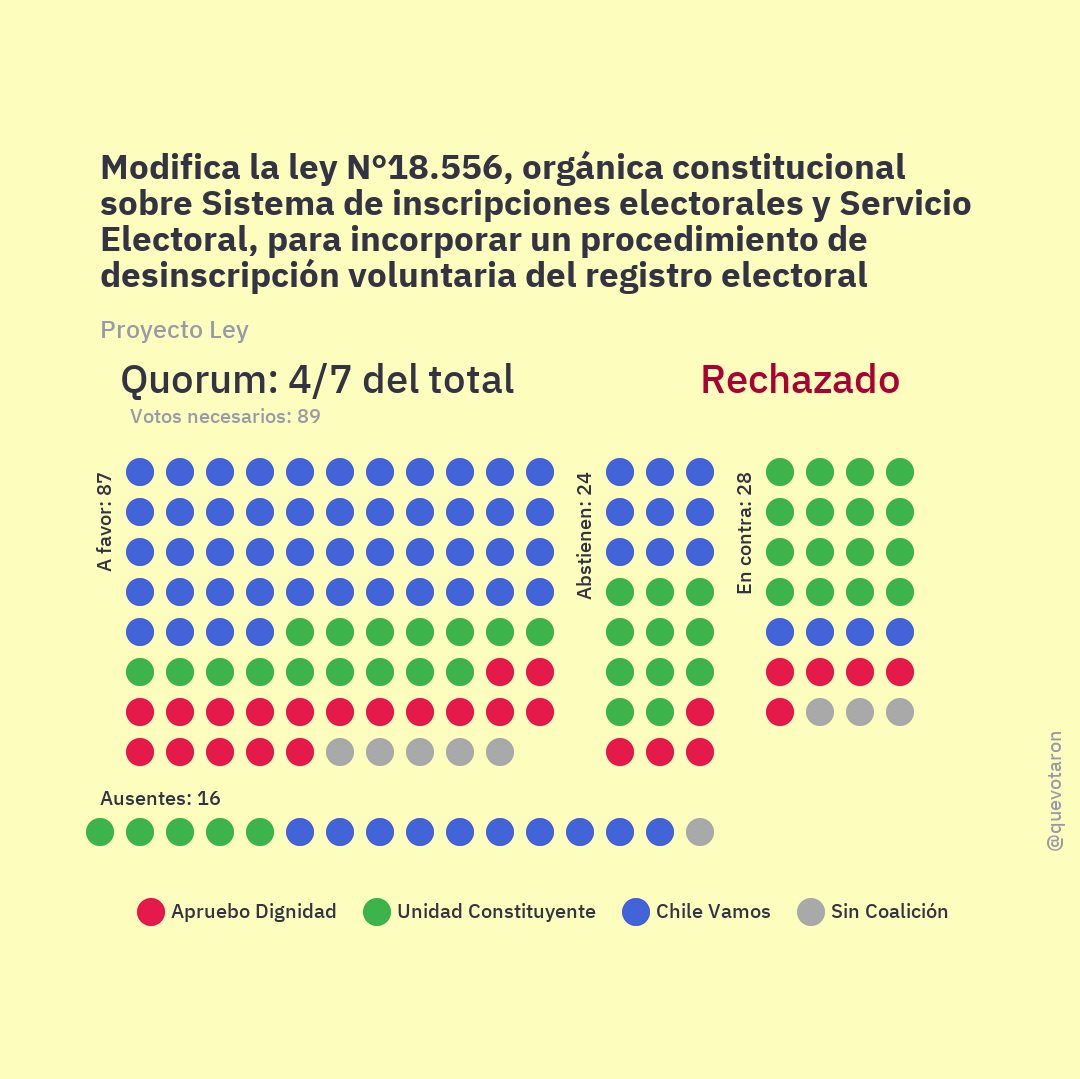 Modifica la ley N°18.556, orgánica constitucional
sobre Sistema de inscripciones electorales y Servicio
Electoral, para incorporar un procedimiento de
desinscripción voluntaria del registro electoral
Proyecto Ley
Quorum: 4/7 del total
Rechazado
Votos necesarios: 89
A favor: 87
Abstienen: 24
En contra: 28
Ausentes: 16
@quevotaron
Apruebo Dignidad
Unidad Constituyente
Chile Vamos
Sin Coalición